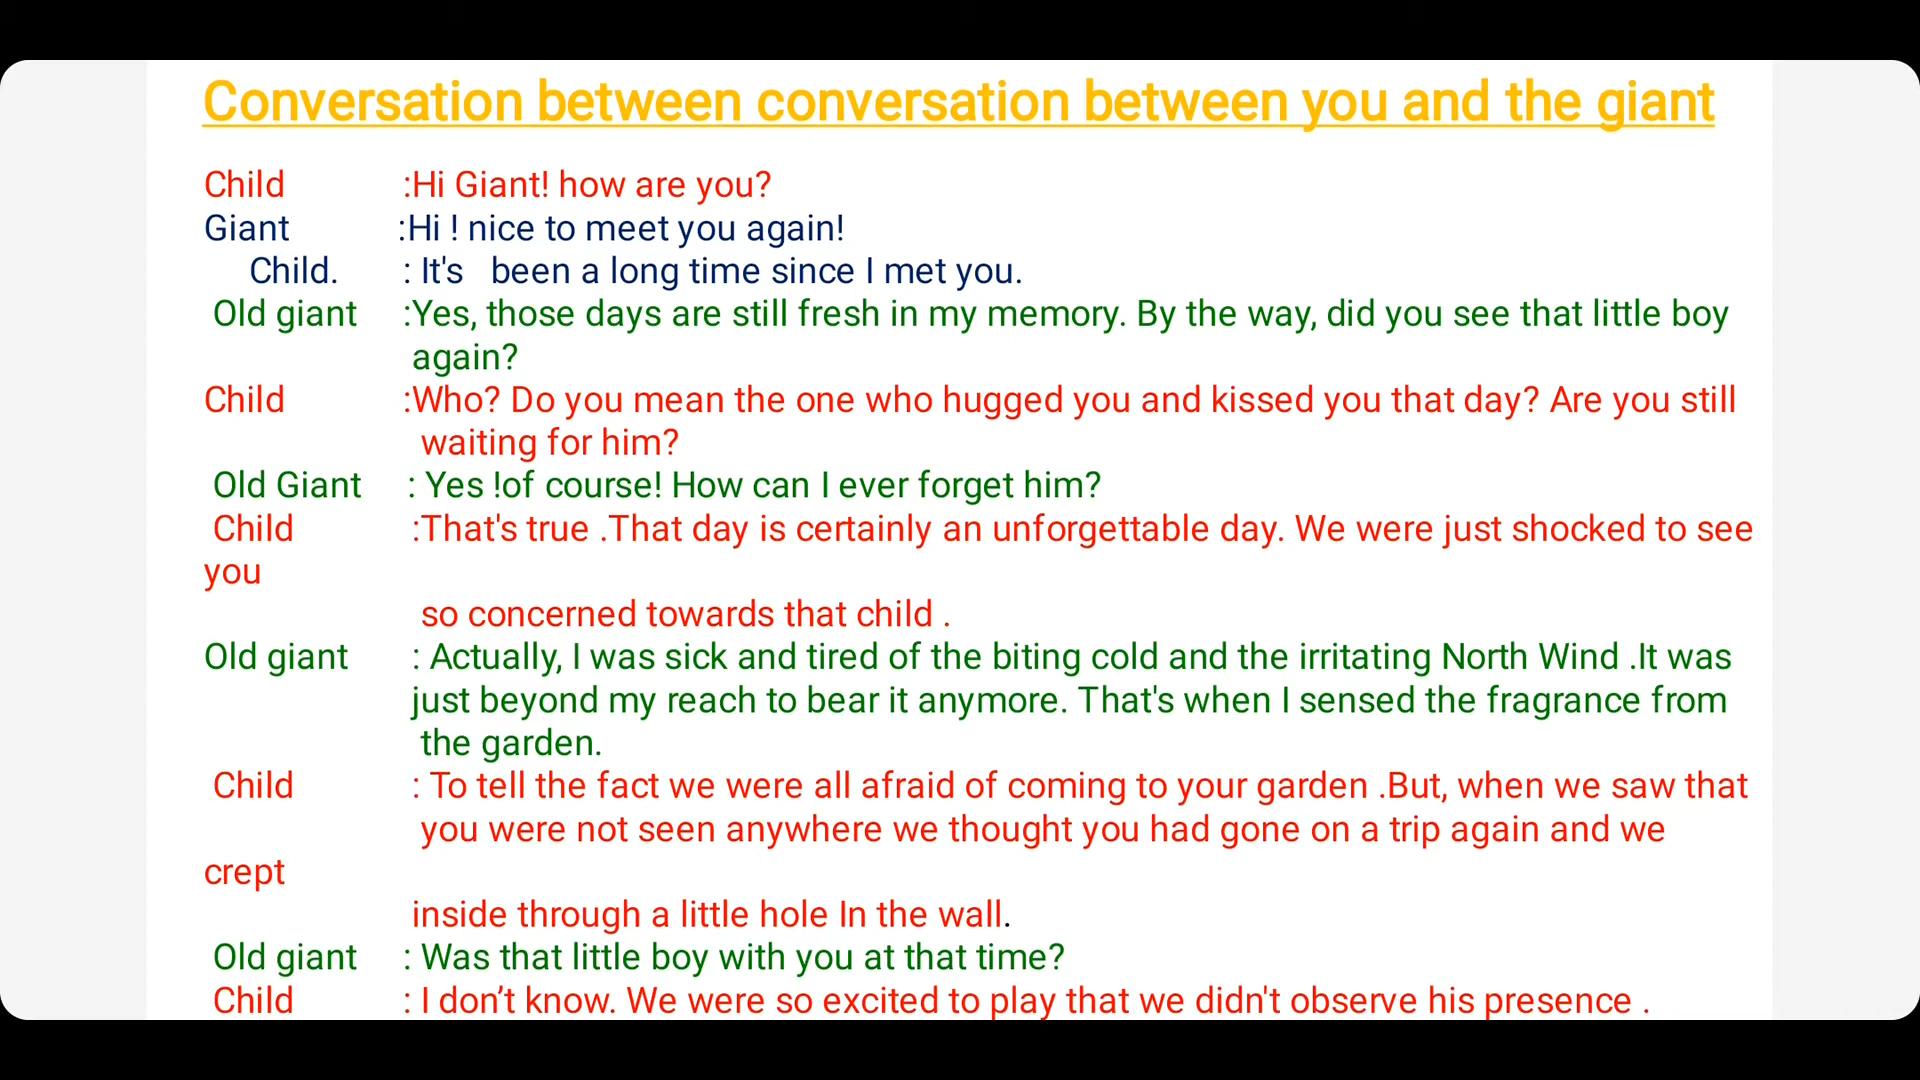 Conversation between conversation between you and the giant
Child :Hi Giant! how are you?
Giant :Hi ! nice to meet you again!
Child. : It's been a long time since I met you.
Old giant :Yes, those days are still fresh in my memory. By the way, did you see that little boy
again?
Child :Who? Do you mean the one who hugged you and kissed you that day? Are you still
waiting for him?
Old Giant : Yes !of course! How can I ever forget him?
Child :That's true .That day is certainly an unforgettable day. We were just shocked to see
you
so concerned towards that child .
Old giant : Actually, I was sick and tired of the biting cold and the irritating North Wind .It was
just beyond my reach to bear it anymore. That's when I sensed the fragrance from
the garden.
Child : To tell the fact we were all afraid of coming to your garden .But, when we saw that
you were not seen anywhere we thought you had gone on a trip again and we
crept
inside through a little hole In the wall.
Old giant : Was that little boy with you at that time?
Child : I don’t know. We were so excited to play that we didn't observe his presence .